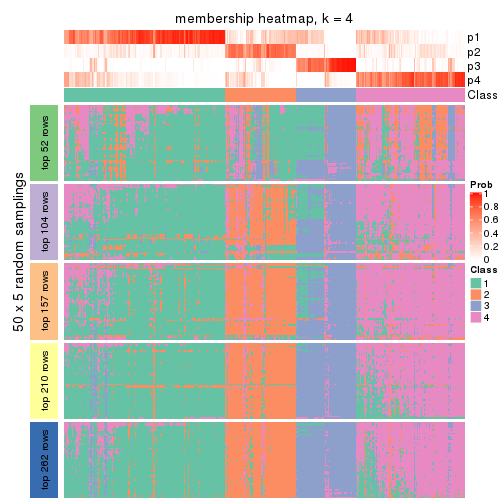 membership heatmap, k = 4
p1
p2
p3
p4
Class
50 x 5 random samplings
top 52 rows
top 104 rows
top 157 rows
top 210 rows
top 262 rows
Prob
1
0.8
0.6
0.4
0.2
0
Class
1
2
3
4